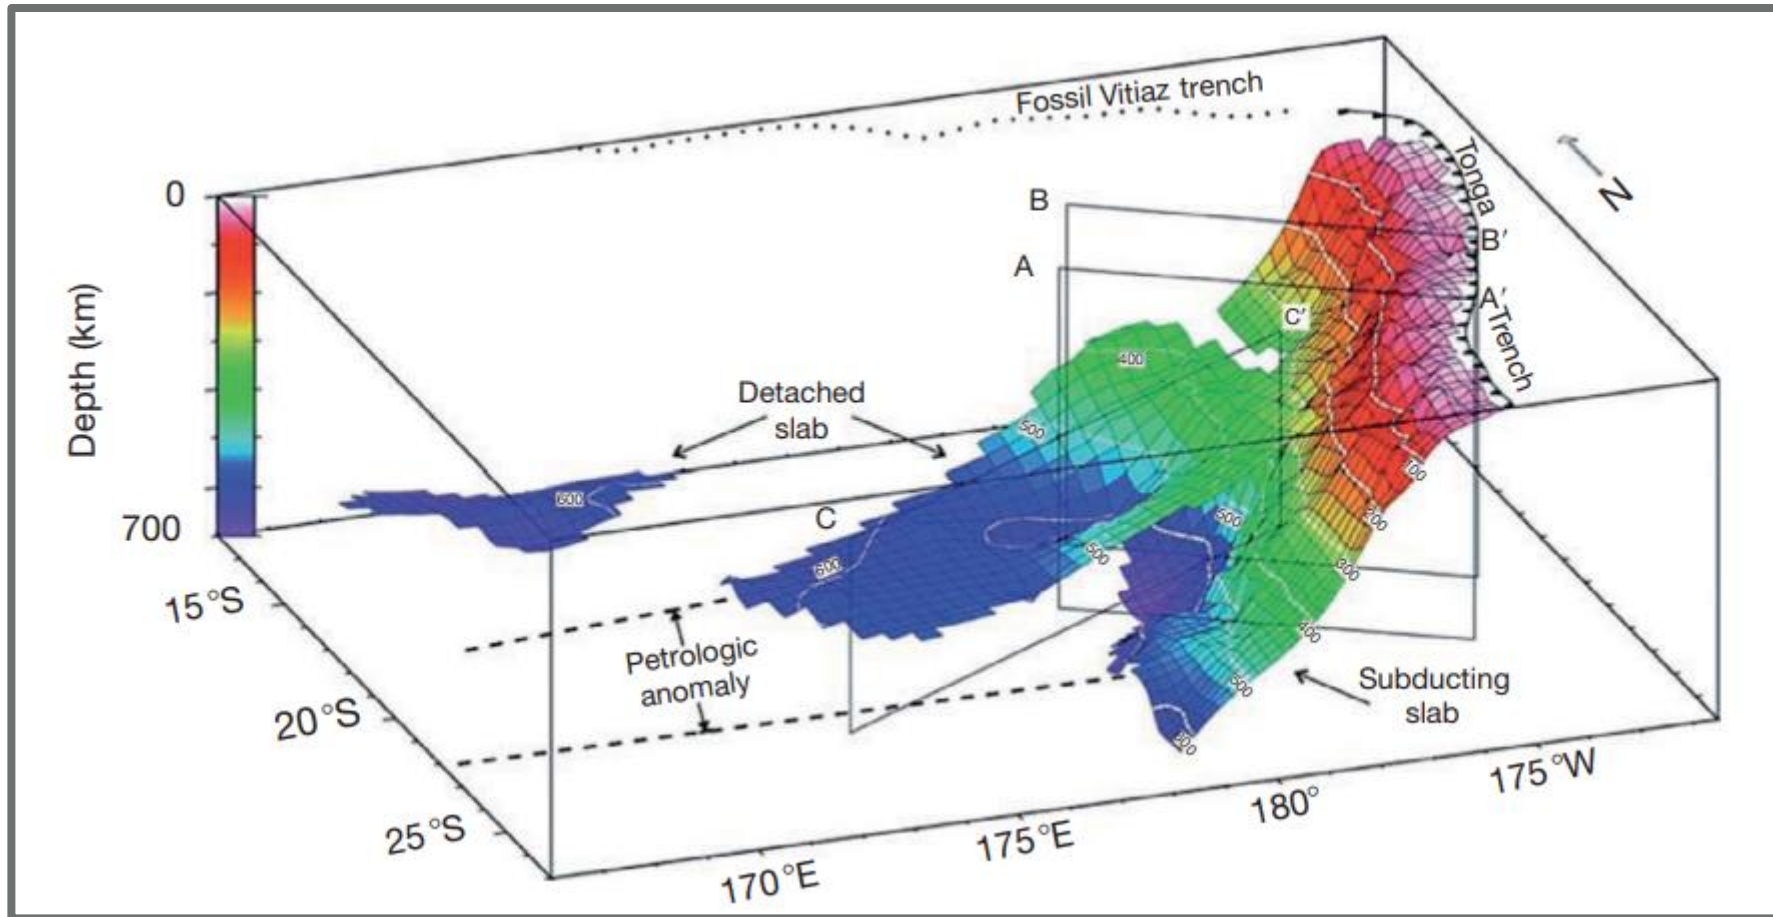 Fossil Vitiaz trench
Tonga
Trench
N
0
700
Depth (km)
B
B′
A
A′
C′
C
400
Detached
slab
500
600
600
500
500
100
200
300
400
500
Petrologic
anomaly
Subducting
slab
15°S
20°S
25°S
170°E
175°E
180°
175°W